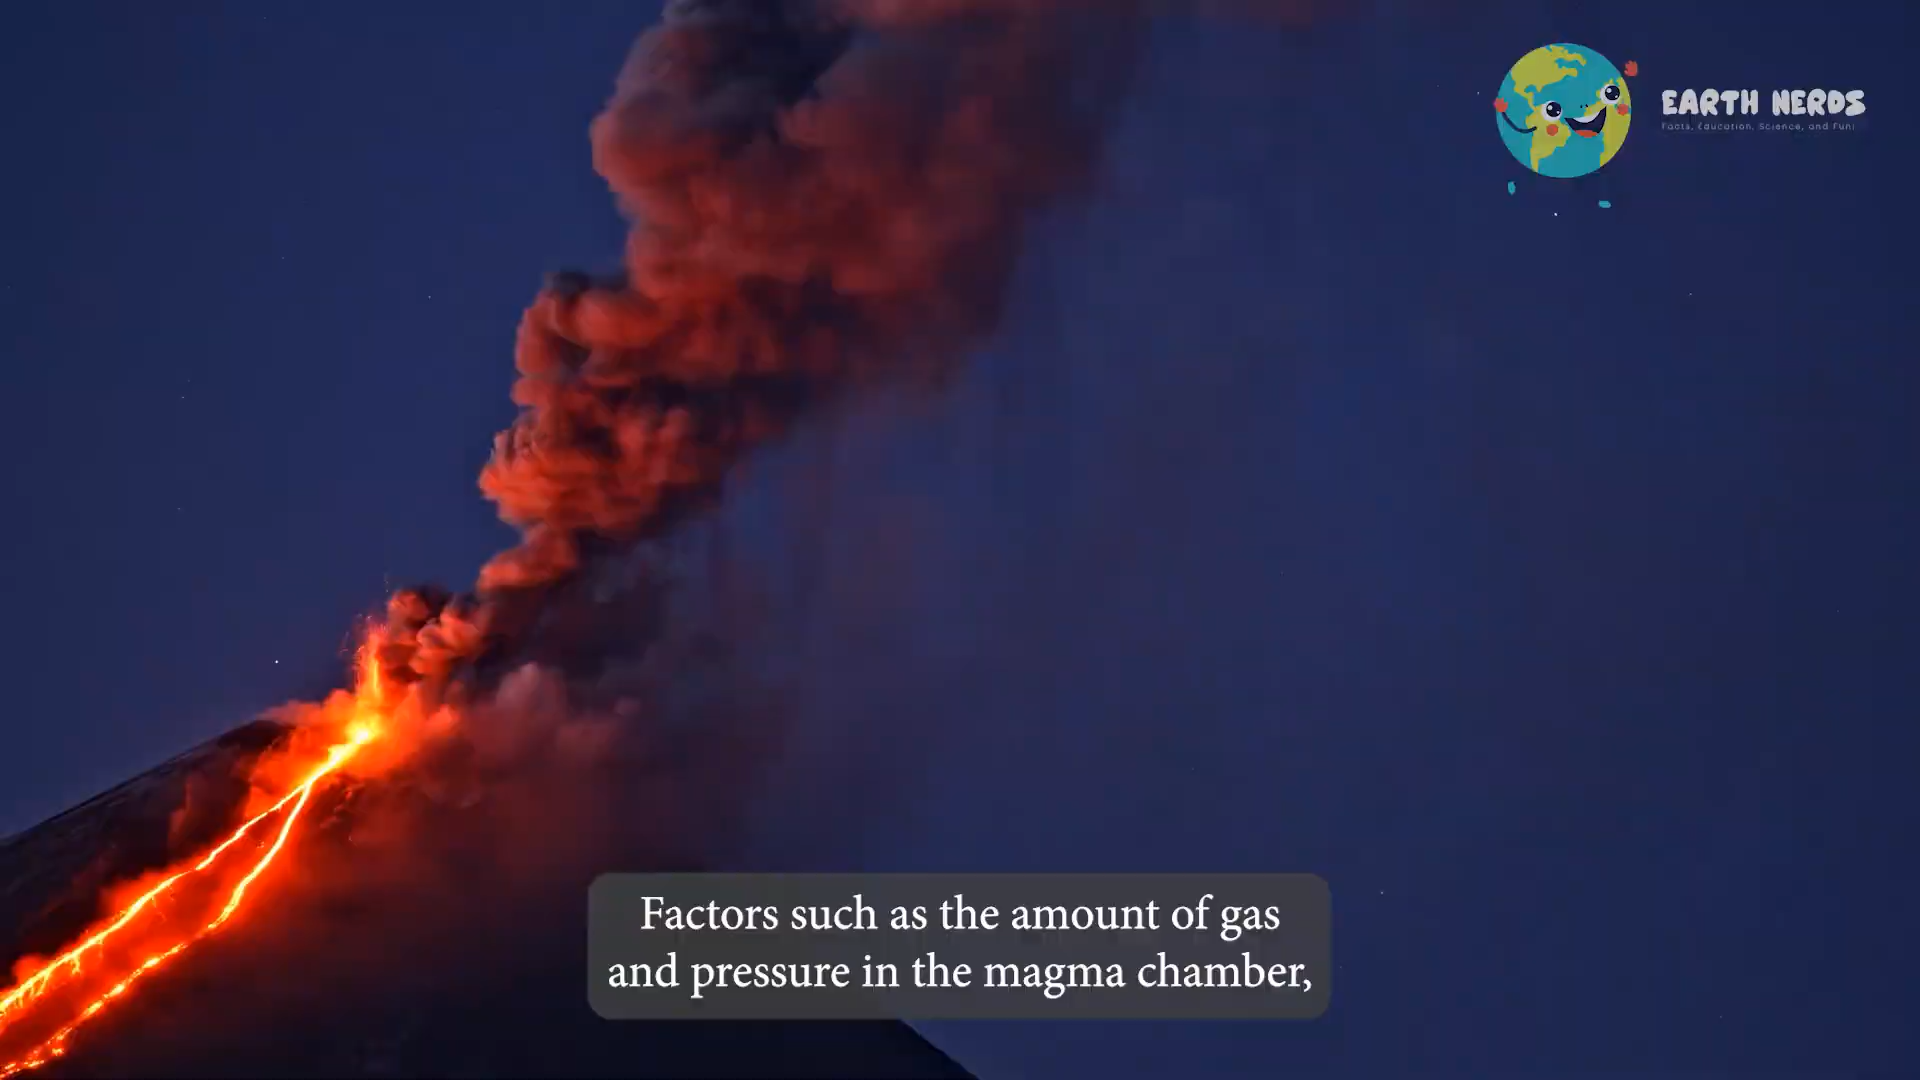 EARTH NERDS
Facts, Education, Science, and Fun!
Factors such as the amount of gas
and pressure in the magma chamber,